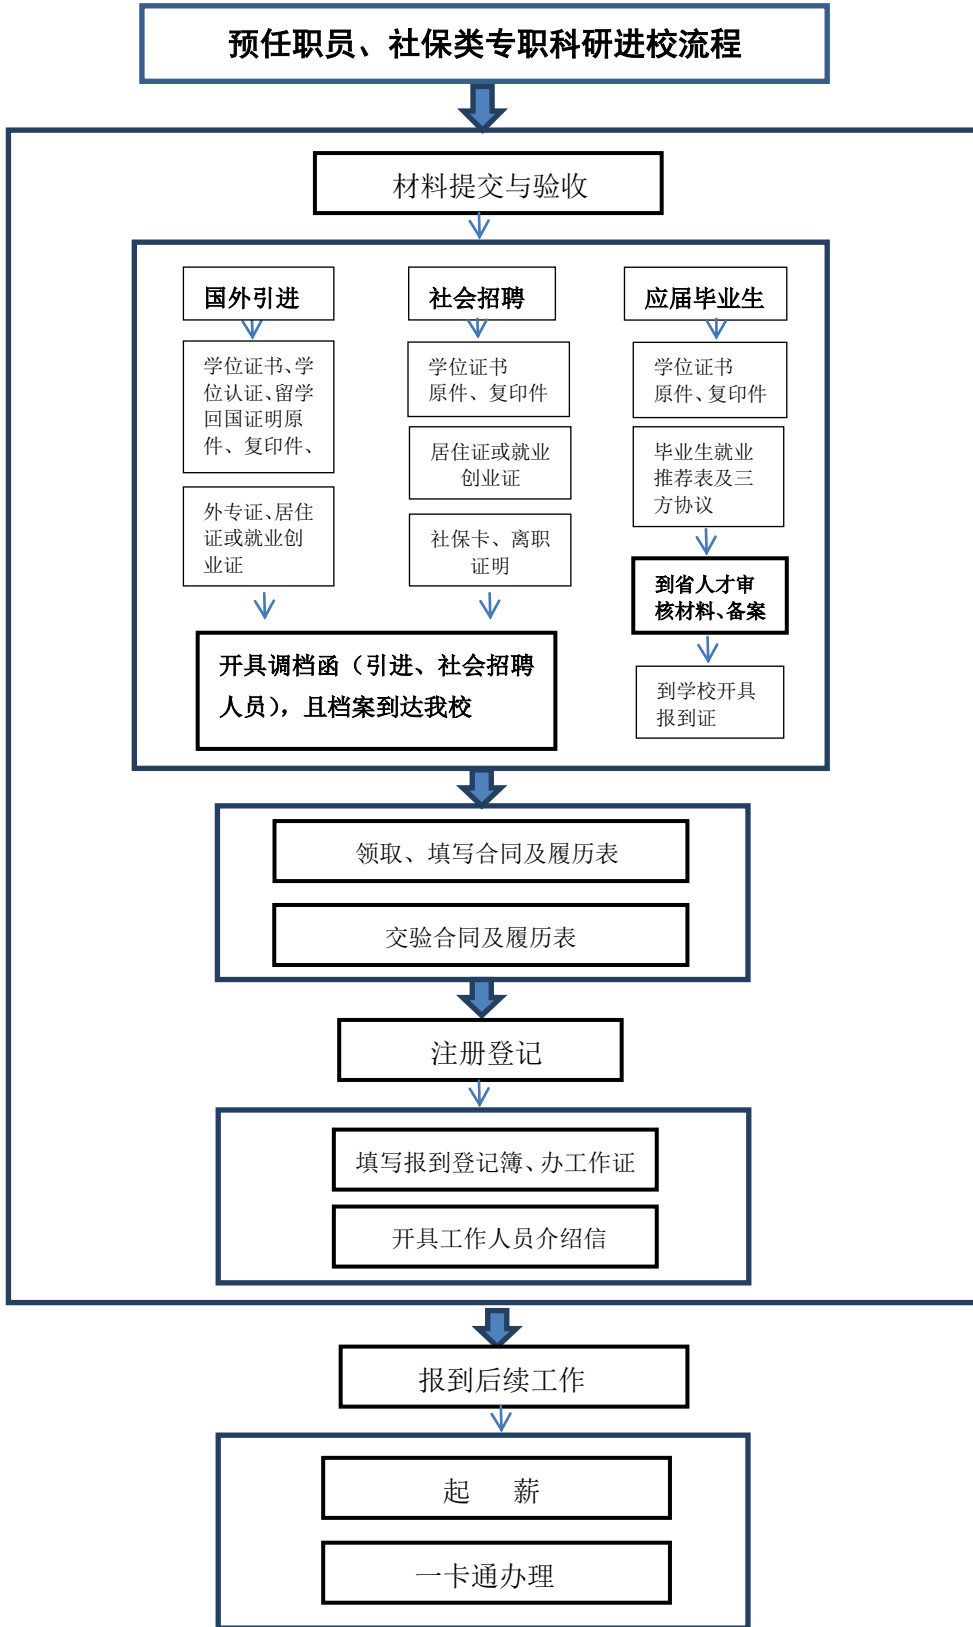 预任职员、社保类专职科研进校流程
材料提交与验收
国外引进
学位证书、学
位认证、留学
回国证明原
件、复印件、
外专证、居住
证或就业创
业证
社会招聘
学位证书
原件、复印件
居住证或就业
创业证
社保卡、离职
证明
开具调档函（引进、社会招聘
人员），且档案到达我校
应届毕业生
学位证书
原件、复印件
毕业生就业
推荐表及三
方协议
到省人才审
核材料、备案
到学校开具
报到证
领取、填写合同及履历表
交验合同及履历表
注册登记
填写报到登记簿、办工作证
开具工作人员介绍信
报到后续工作
起 薪
一卡通办理